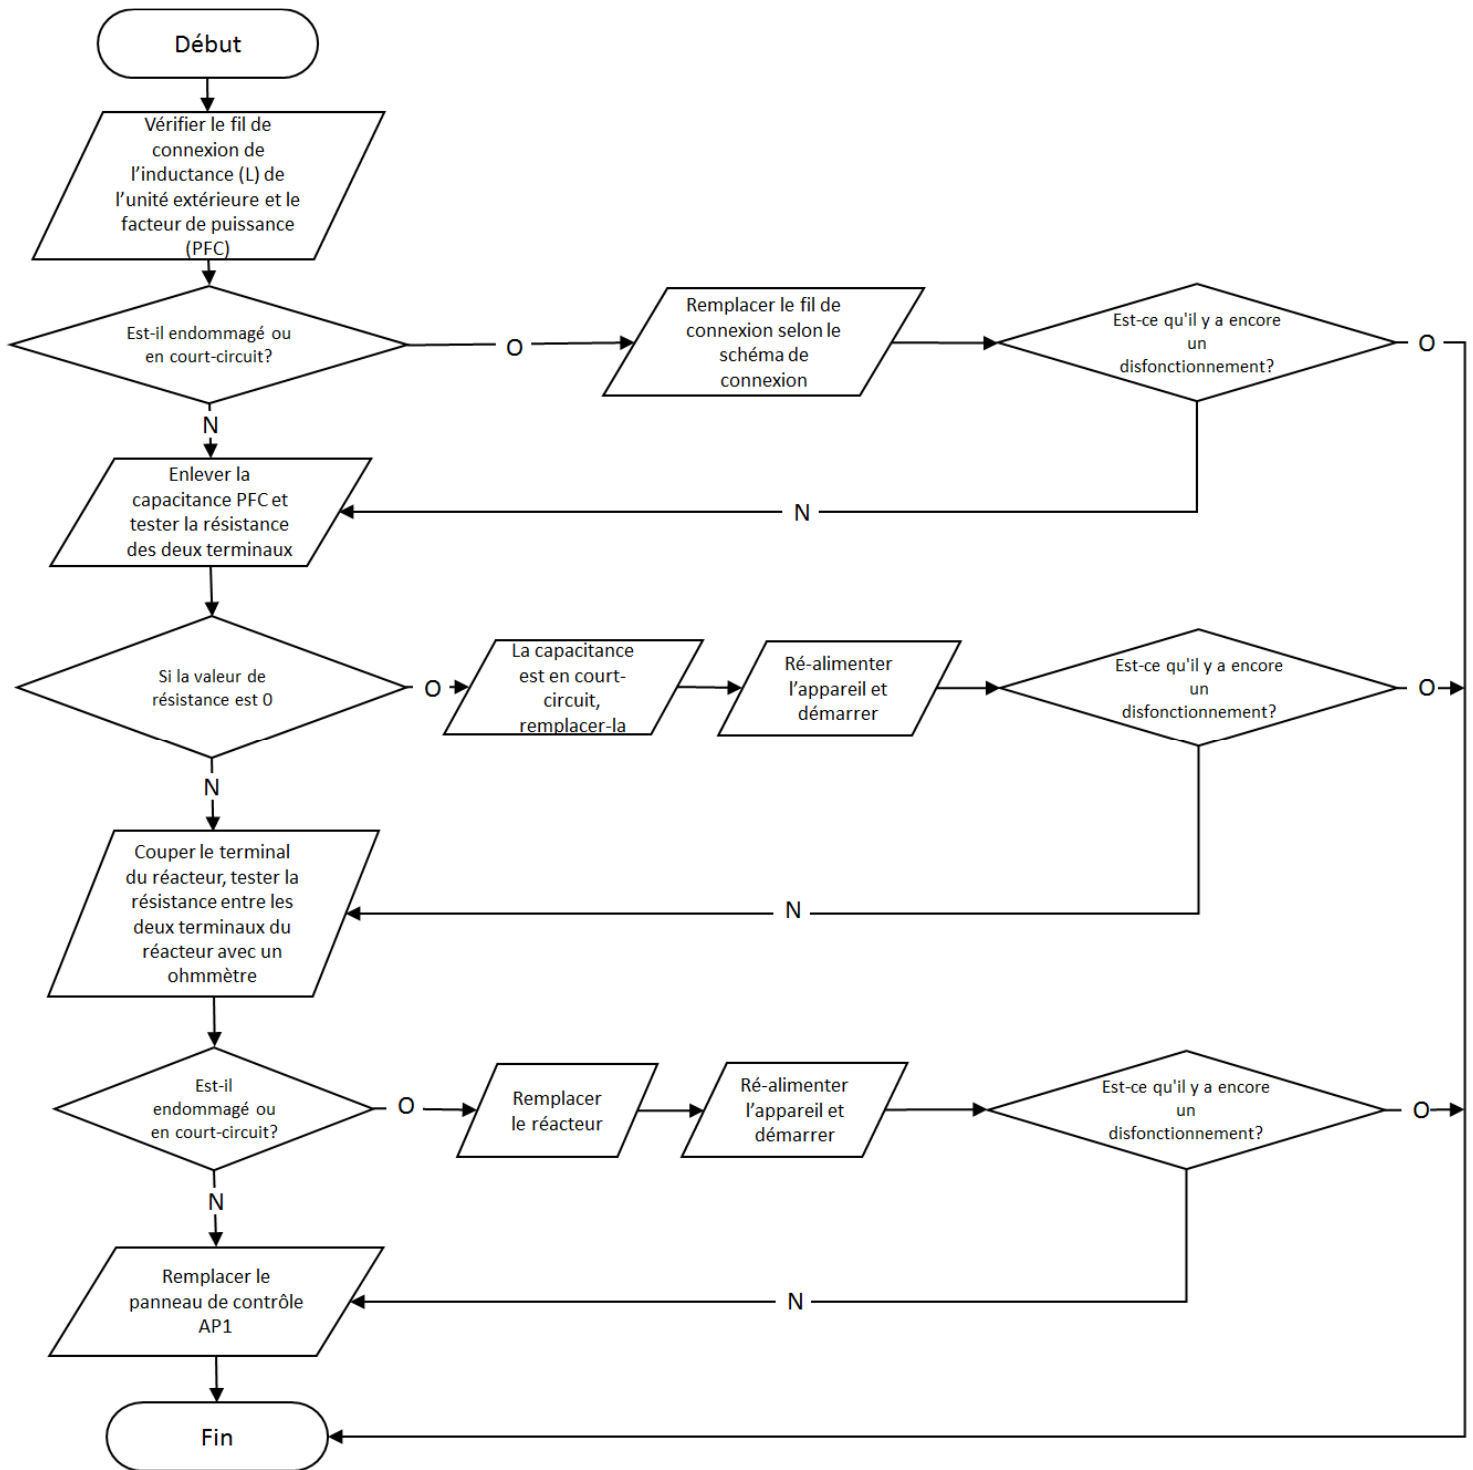 Début
Vérifier le fil de
connexion de
l’inductance (L) de
l’unité extérieure et le
facteur de puissance
(PFC)
Est-il endommagé ou
en court-circuit?
O
Remplacer le fil de
connexion selon le
schéma de
connexion
Est-ce qu'il y a encore
un
disfonctionnement?
O
N
Enlever la
capacitance PFC et
tester la résistance
des deux terminaux
N
Si la valeur de
résistance est 0
O
La capacitance
est en court-
circuit,
remplacer-la
Ré-alimenter
l’appareil et
démarrer
Est-ce qu'il y a encore
un
disfonctionnement?
O
N
Couper le terminal
du réacteur, tester la
résistance entre les
deux terminaux du
réacteur avec un
ohmmètre
N
Est-il
endommagé ou
en court-circuit?
O
Remplacer
le réacteur
Ré-alimenter
l’appareil et
démarrer
Est-ce qu'il y a encore
un
disfonctionnement?
O
N
Remplacer le
panneau de contrôle
AP1
N
Fin